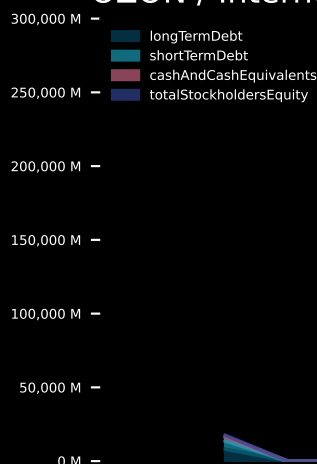 300,000 M
longTermDebt
shortTermDebt
cashAndCashEquivalents
totalStockholdersEquity
250,000 M
200,000 M
150,000 M
100,000 M
50,000 M
0 M